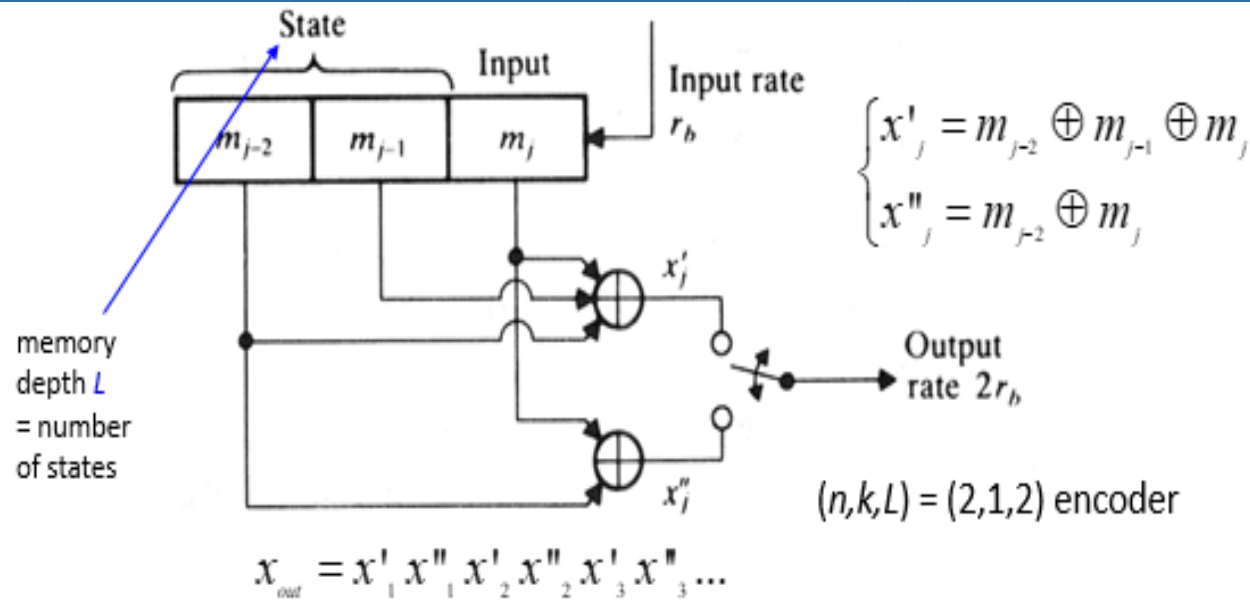 State
Input
Input rate
r_b
m_{j-2} m_{j-1} m_j
x'_j = m_{j-2} ⊕ m_{j-1} ⊕ m_j
x"_j = m_{j-2} ⊕ m_j
x'_j
memory
depth L
= number
of states
Output
rate 2r_b
x"_j
(n,k,L) = (2,1,2) encoder
x_{out} = x'_1 x"_1 x'_2 x"_2 x'_3 x"_3 ...